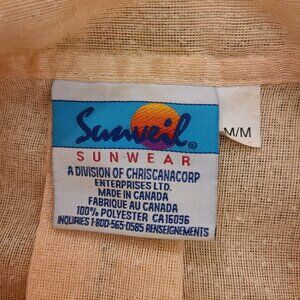 Sunveil®
SUNWEAR
A DIVISION OF CHRISCANACORP
ENTERPRISES LTD.
MADE IN CANADA
FABRIQUE AU CANADA
100% POLYESTER CA16096
INQUIRIES 1-800-565-0585 RENSEIGNEMENTS
M/M